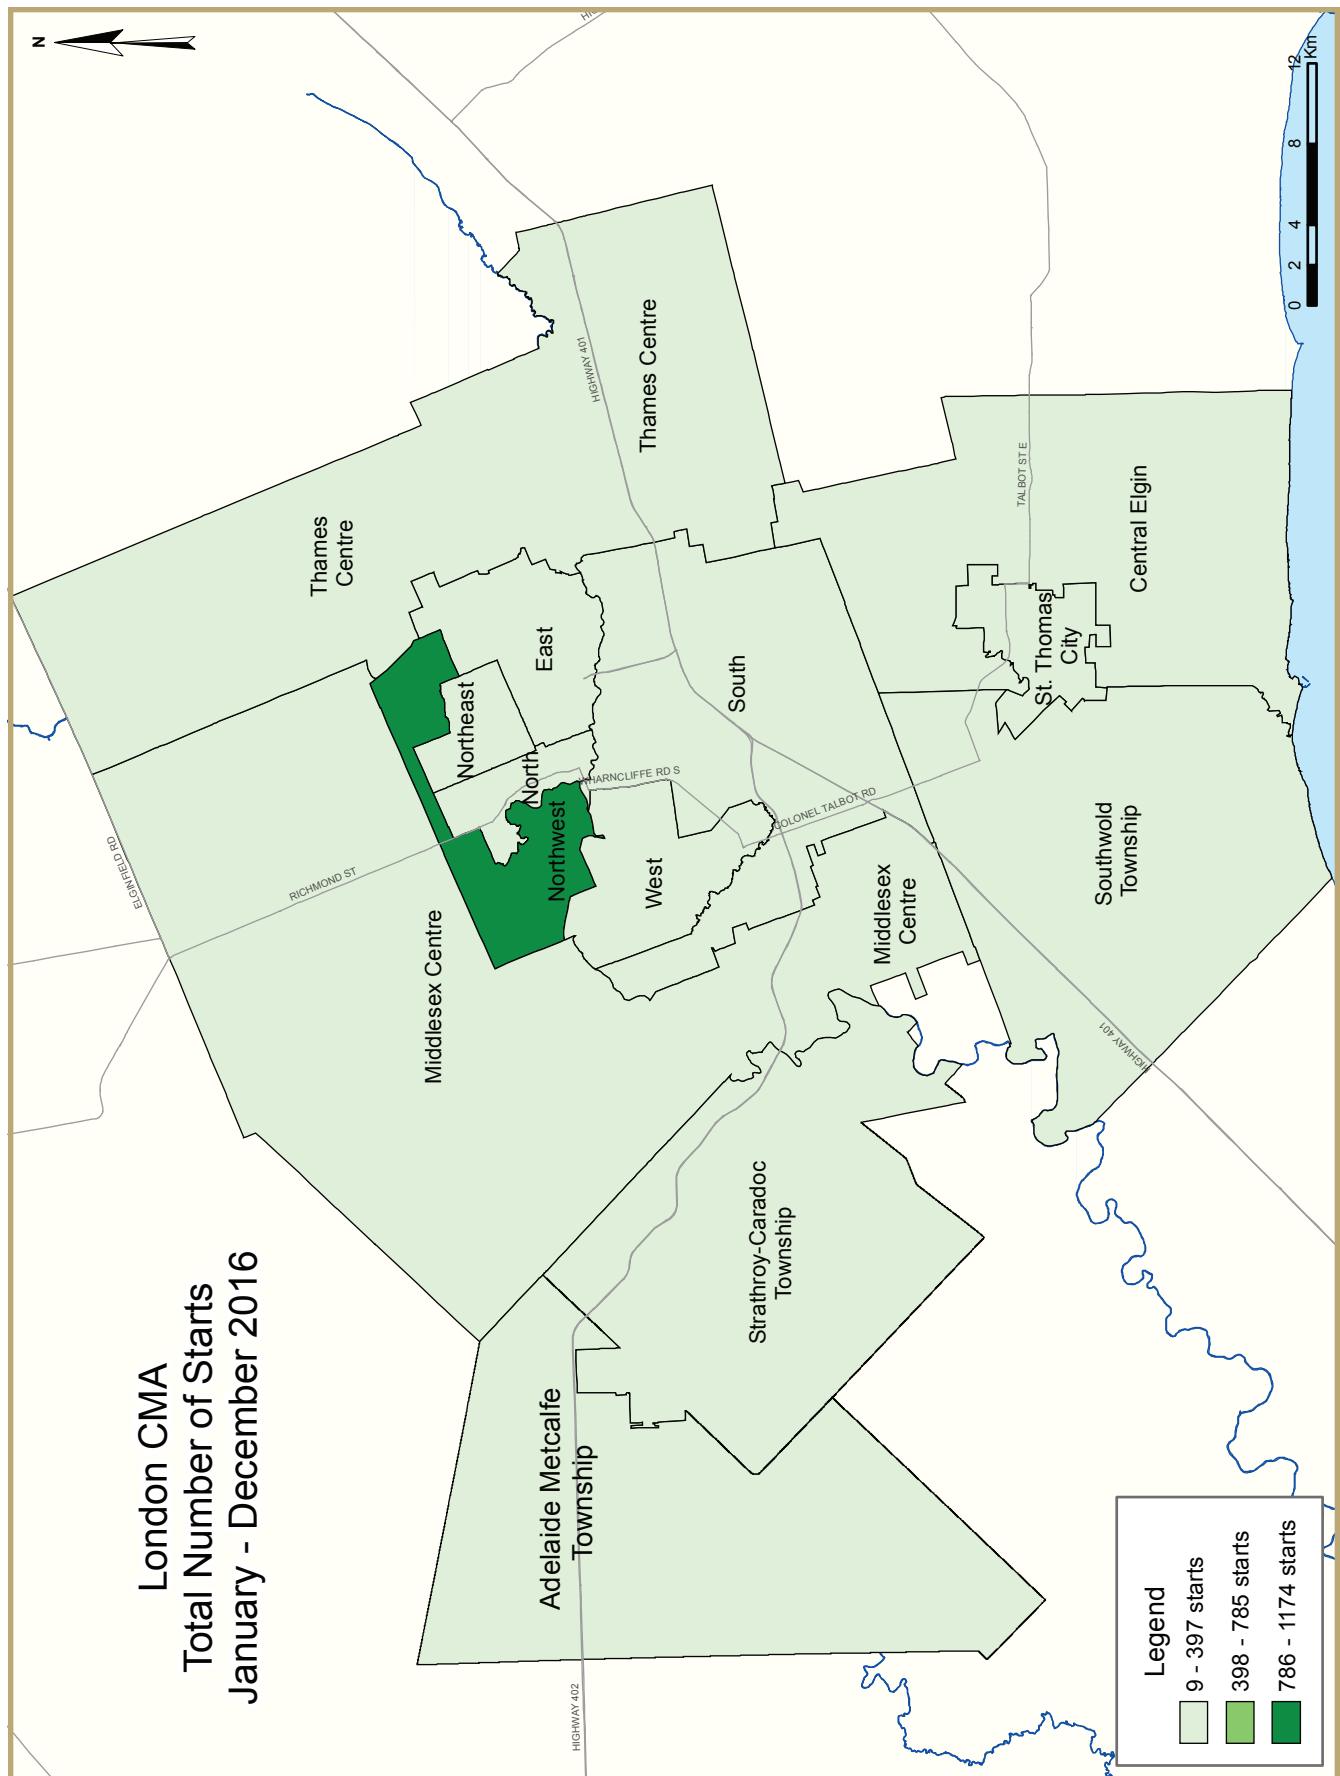 London CMA
Total Number of Starts
January - December 2016
N
ELGINFIELD RD
RICHMOND ST
Thames
Centre
Middlesex Centre
Northeast
North
East
Northwest
WHARNCLIFFE RD S
HIGHWAY 401
Thames Centre
West
South
Adelaide Metcalfe
Township
HIGHWAY 402
Strathroy-Caradoc
Township
COLONEL TALBOT RD
Middlesex
Centre
TALBOT ST E
St. Thomas
City
Central Elgin
Southwold
Township
HIGHWAY 401
Legend
9 - 397 starts
398 - 785 starts
786 - 1174 starts
0 2 4 8 12
Km